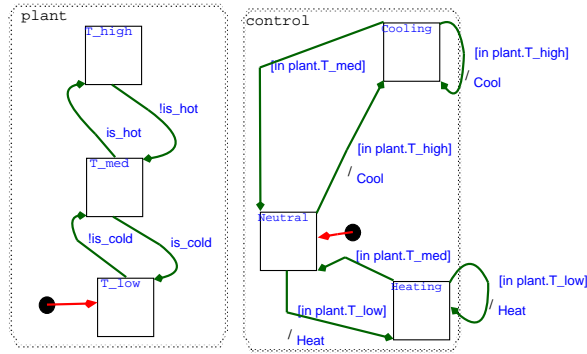 plant
T_high
!is_hot
is_hot
T_med
!is_cold
is_cold
T_low
control
Cooling
[in plant.T_med]
[in plant.T_high]
/ Cool
[in plant.T_high]
/ Cool
Neutral
[in plant.T_med]
Heating
[in plant.T_low]
/ Heat
[in plant.T_low]
/ Heat